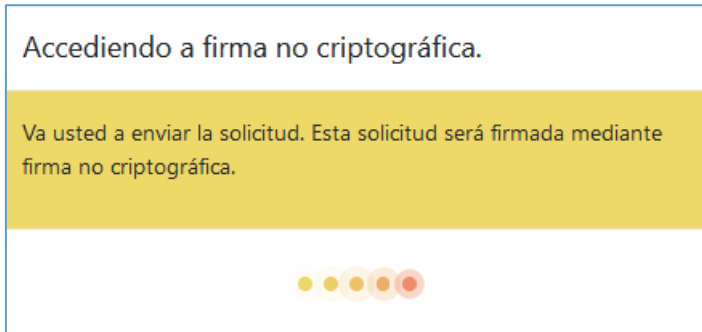 Accediendo a firma no criptográfica.
Va usted a enviar la solicitud. Esta solicitud será firmada mediante
firma no criptográfica.